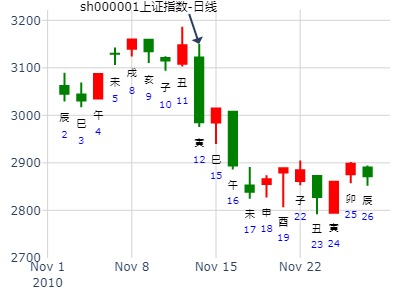 sh000001上证指数-日线
3200
3100
3000
2900
2800
2700
辰
2
巳
3
午
4
未
5
戌
8
亥
9
子
10
丑
11
寅
12
巳
15
午
16
未
17
申
18
酉
19
子
22
丑
23
寅
24
卯
25
辰
26
Nov 1
2010
Nov 8
Nov 15
Nov 22